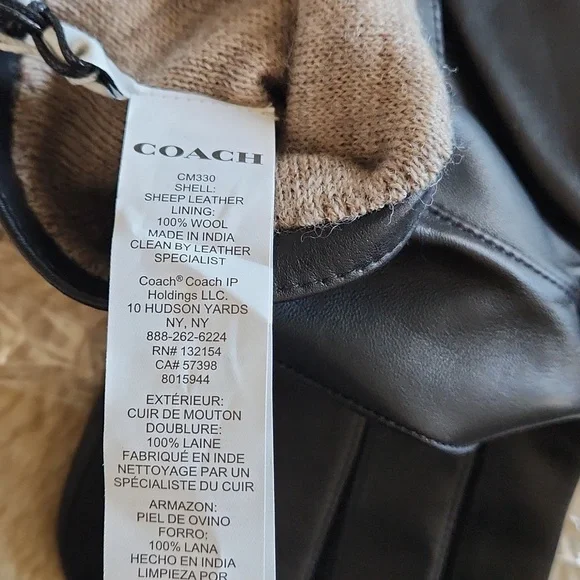 COACH
CM330
SHELL:
SHEEP LEATHER
LINING:
100% WOOL
MADE IN INDIA
CLEAN BY LEATHER
SPECIALIST
Coach® Coach IP
Holdings LLC.
10 HUDSON YARDS
NY, NY
888-262-6224
RN# 132154
CA# 57398
8015944
EXTÉRIEUR:
CUIR DE MOUTON
DOUBLURE:
100% LAINE
FABRIQUÉ EN INDE
NETTOYAGE PAR UN
SPÉCIALISTE DU CUIR
ARMAZON:
PIEL DE OVINO
FORRO:
100% LANA
HECHO EN INDIA
LIMPIEZA POR